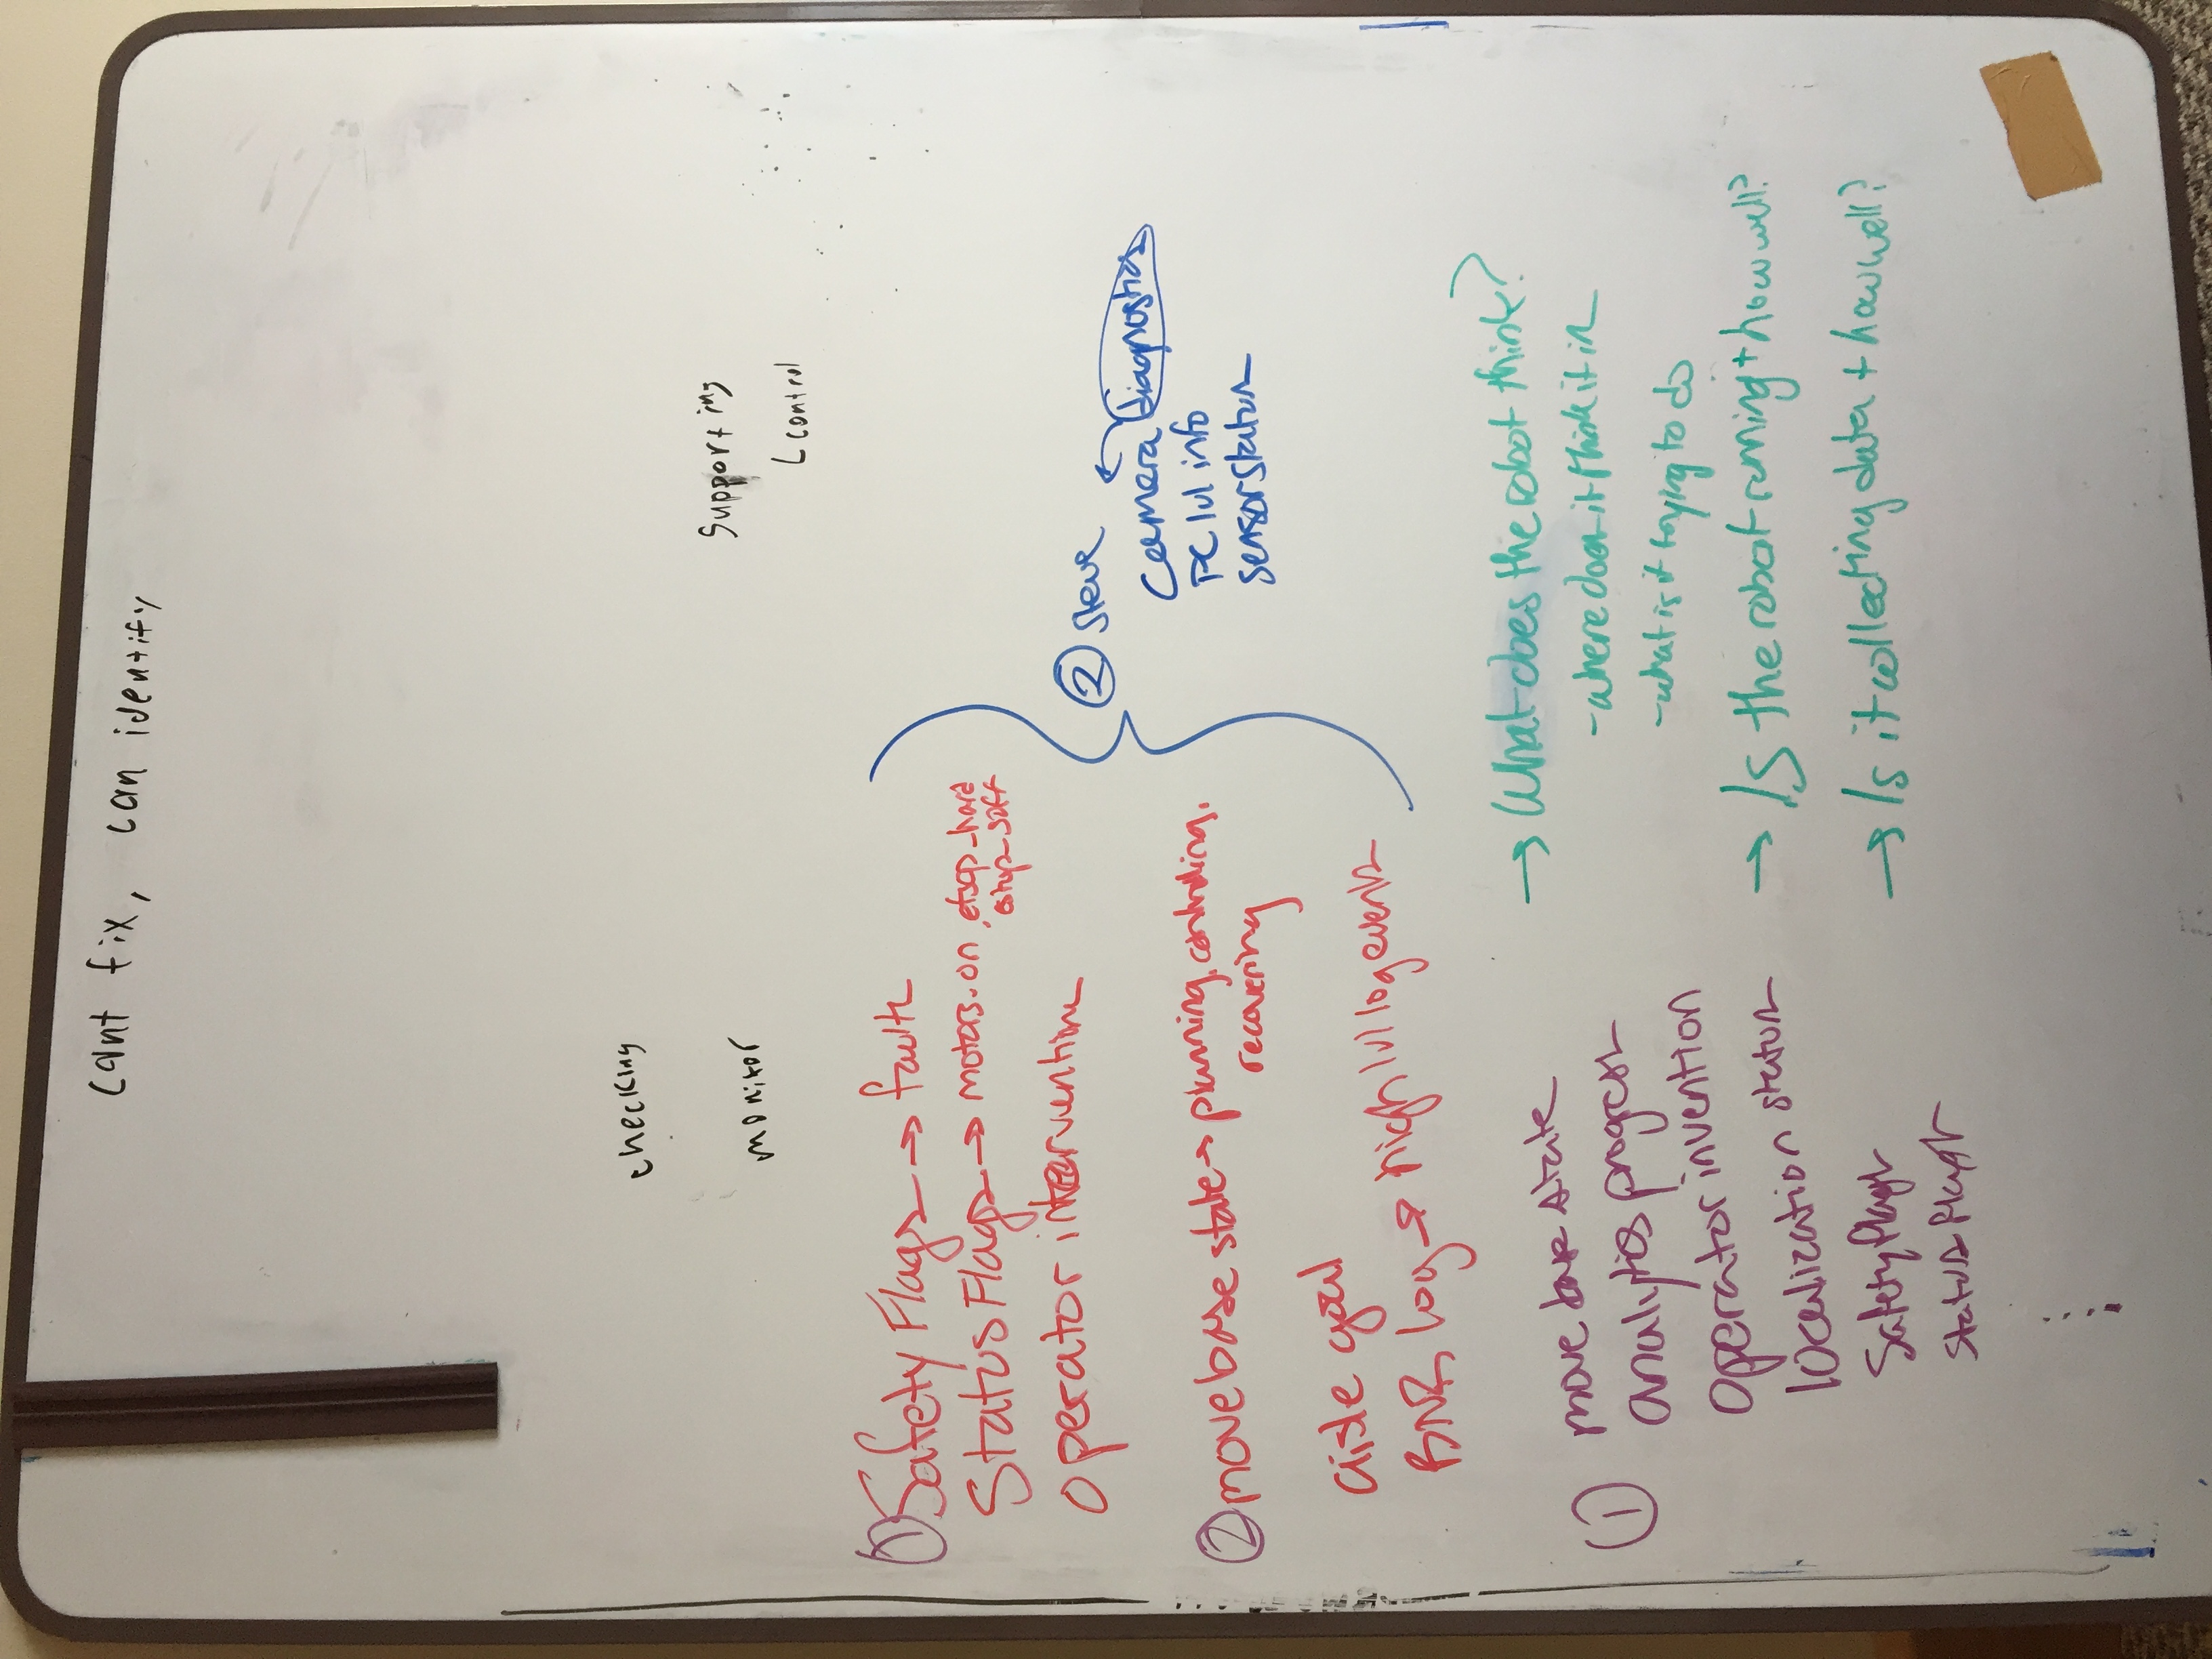 cant fix, can identify
checking
monitor
Supporting
L control
① Safety Flags → faults
Status Flags → motors-on, etsop_hard
estop_soft
operator intervention
② move base state → planning, controlling,
recovering
aisle goal
BNR log → high lvl log events
② steve
camera diagnostics
PC lvl info
sensor status
① move base state
analytics progress
operator invention
localization status
Safety flags
status flags
→ What does the robot think?
- where does it think it is
- what is it trying to do
→ Is the robot running + how well?
→ Is it collecting data + how well?